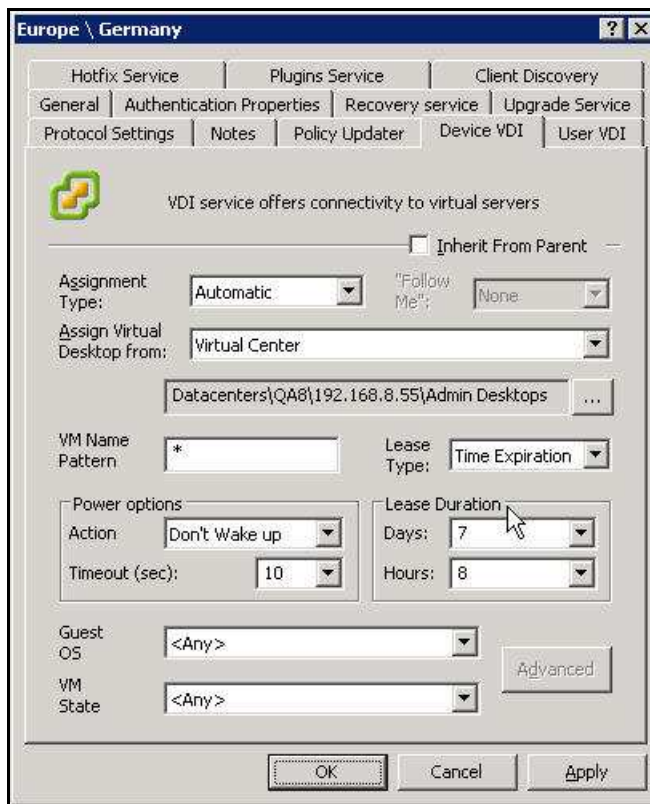 Europe \ Germany
Hotfix Service Plugins Service Client Discovery
General Authentication Properties Recovery service Upgrade Service
Protocol Settings Notes Policy Updater Device VDI User VDI
VDI service offers connectivity to virtual servers
Inherit From Parent
Assignment Type: Automatic "Follow Me": None
Assign Virtual Desktop from: Virtual Center
Datacenters\QA8\192.168.8.55\Admin Desktops ...
VM Name Pattern * Lease Type: Time Expiration
Power options Lease Duration
Action Don't Wake up Days: 7
Timeout (sec): 10 Hours: 8
Guest OS <Any>
Advanced
VM State <Any>
OK Cancel Apply